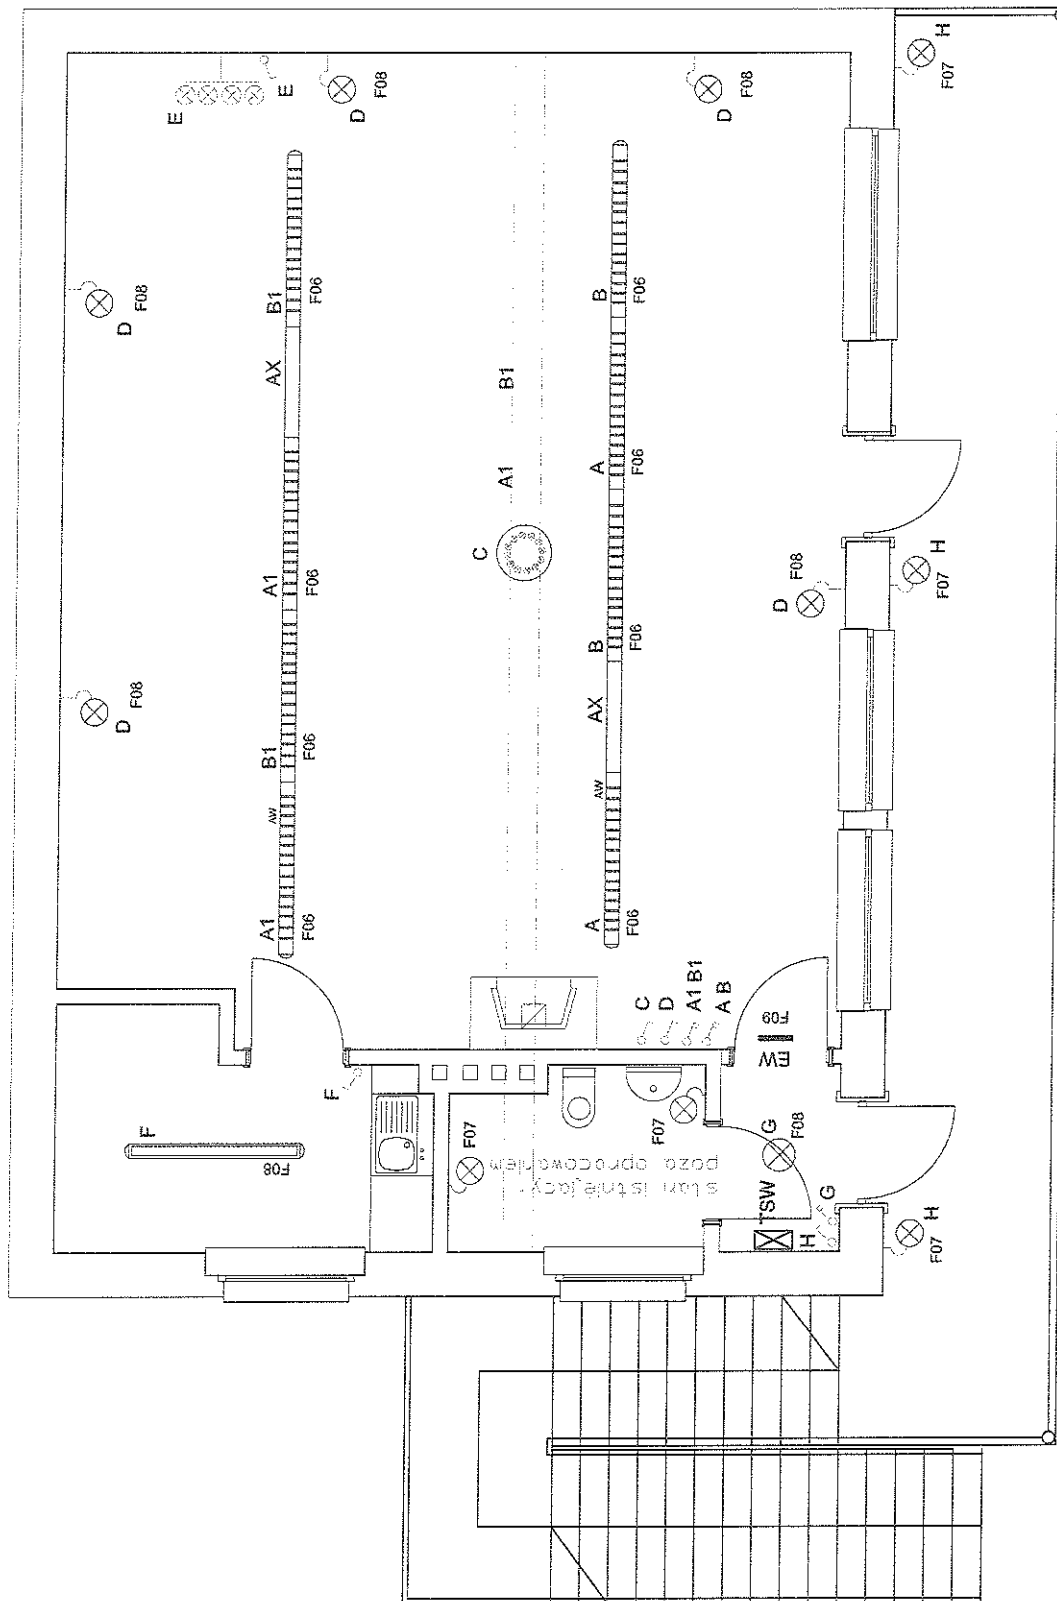 D
F08
D
F08
E
E
F
F08
A1
AW
B1
A1
AX
B1
F06
F06
F06
F06
F
D
F08
C
A1
B1
F07
stan istniejący:
poza opracowaniem
A
AW
AX
B
A
B
F06
F06
F06
F06
C
D
A1 B1
A B
F07
D
F08
EW
F09
TSW
G
F08
H
G
D
F08
F07
H
F07
H
F07
H